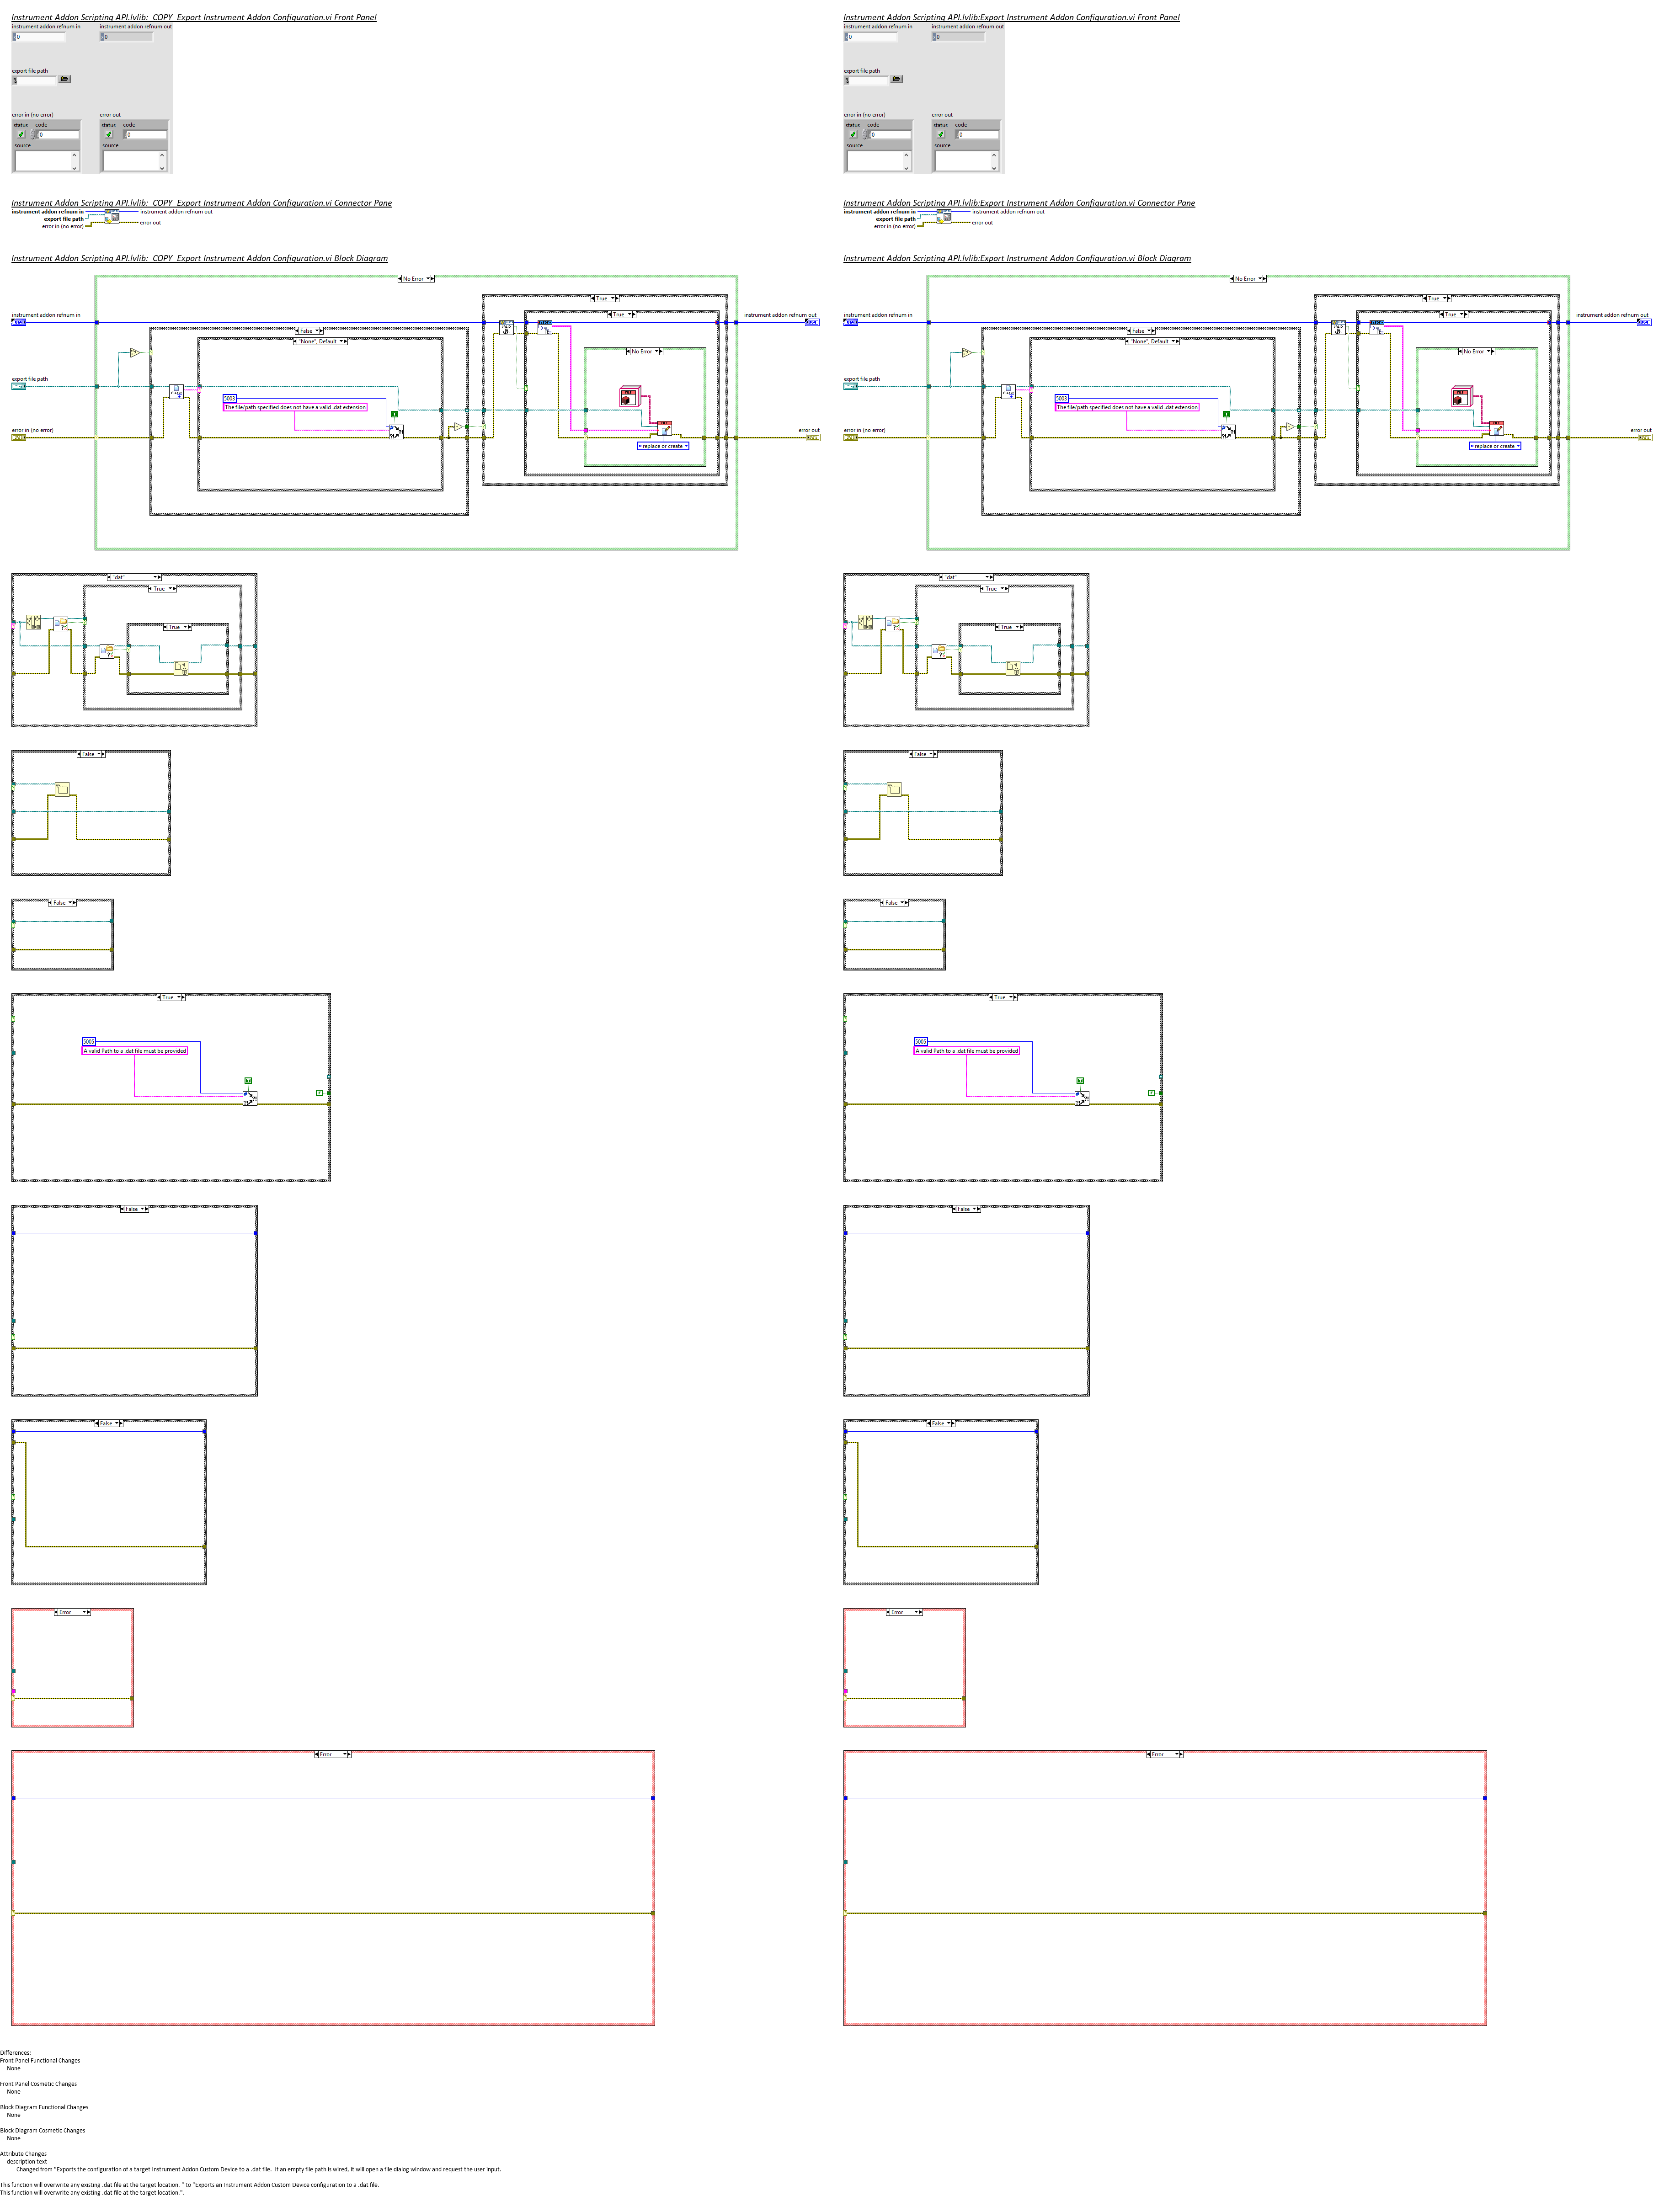 Instrument Addon Scripting API.lvlib:_COPY_Export Instrument Addon Configuration.vi Front Panel
instrument addon refnum in
instrument addon refnum out
0
0
export file path
error in (no error)
error out
status
code
status
code
0
0
source
source
Instrument Addon Scripting API.lvlib:Export Instrument Addon Configuration.vi Front Panel
instrument addon refnum in
instrument addon refnum out
0
0
export file path
error in (no error)
error out
status
code
status
code
0
0
source
source
Instrument Addon Scripting API.lvlib:_COPY_Export Instrument Addon Configuration.vi Connector Pane
instrument addon refnum in
instrument addon refnum out
export file path
error in (no error)
error out
Instrument Addon Scripting API.lvlib:Export Instrument Addon Configuration.vi Connector Pane
instrument addon refnum in
instrument addon refnum out
export file path
error in (no error)
error out
Instrument Addon Scripting API.lvlib:_COPY_Export Instrument Addon Configuration.vi Block Diagram
No Error
True
instrument addon refnum in
True
instrument addon refnum out
False
"None", Default
No Error
export file path
5003
The file/path specified does not have a valid .dat extension
error in (no error)
error out
replace or create
Instrument Addon Scripting API.lvlib:Export Instrument Addon Configuration.vi Block Diagram
No Error
True
instrument addon refnum in
True
instrument addon refnum out
False
"None", Default
No Error
export file path
5003
The file/path specified does not have a valid .dat extension
error in (no error)
error out
replace or create
"dat"
True
True
"dat"
True
True
False
False
False
False
True
5005
A valid Path to a .dat file must be provided
True
5005
A valid Path to a .dat file must be provided
False
False
False
False
Error
Error
Error
Error
Differences:
Front Panel Functional Changes
None
Front Panel Cosmetic Changes
None
Block Diagram Functional Changes
None
Block Diagram Cosmetic Changes
None
Attribute Changes
description text
Changed from "Exports the configuration of a target Instrument Addon Custom Device to a .dat file.  If an empty file path is wired, it will open a file dialog window and request the user input.
This function will overwrite any existing .dat file at the target location. " to "Exports an Instrument Addon Custom Device configuration to a .dat file.
This function will overwrite any existing .dat file at the target location.".